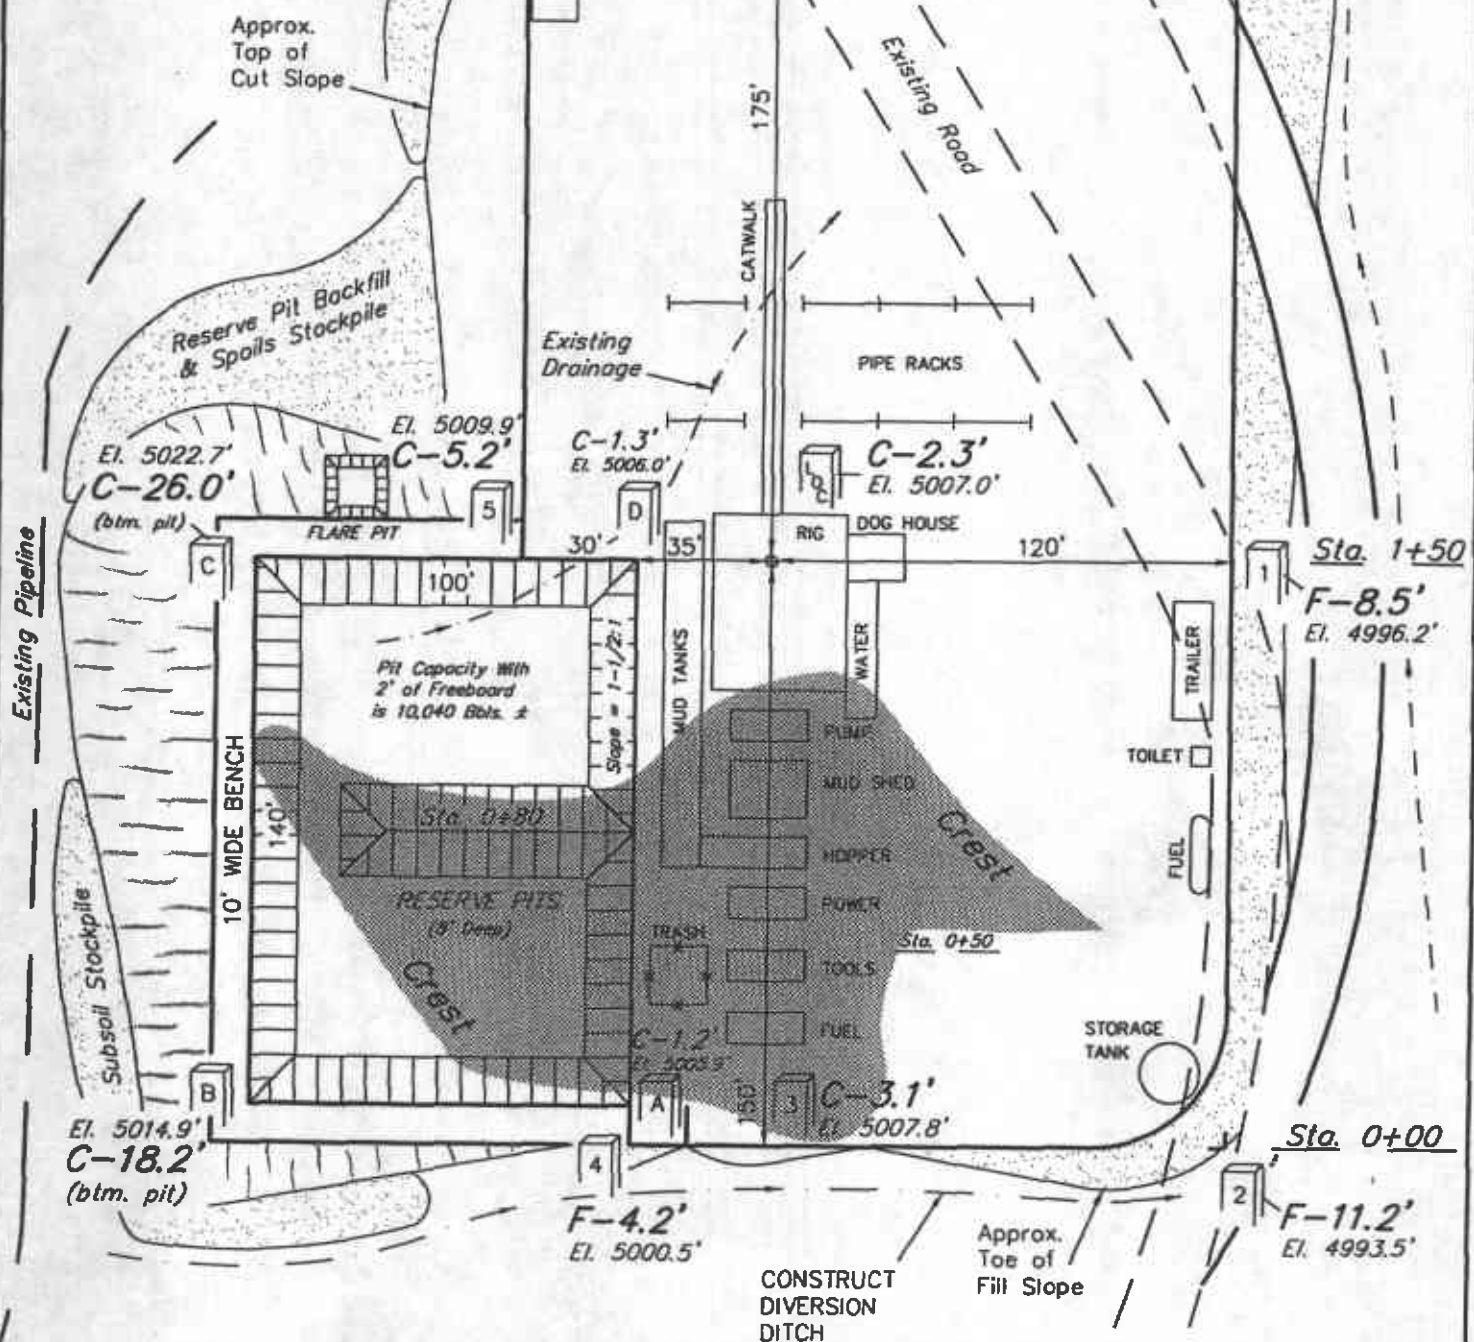 Approx.
Top of
Cut Slope
175'
Existing Road
CATWALK
Reserve Pit Backfill
& Spoils Stockpile
Existing
Drainage
PIPE RACKS
El. 5009.9'
C-5.2'
El. 5022.7'
C-26.0'
(btm. pit)
C-1.3'
El. 5006.0'
C-2.3'
El. 5007.0'
5
D
FLARE PIT
RIG
DOG HOUSE
C
30'
35'
120'
1
Sta. 1+50
F-8.5'
El. 4996.2'
Existing Pipeline
100'
Pit Capacity With
2' of Freeboard
is 10,040 Bbls. ±
Slope = 1-1/2:1
MUD TANKS
WATER
TRAILER
PUMP
TOILET
10' WIDE BENCH
140'
Sta. 0+80
MUD SHED
Crest
HOPPER
FUEL
RESERVE PITS
(8' Deep)
POWER
TRASH
Sta. 0+50
TOOLS
Crest
Subsoil Stockpile
C-1.2'
El. 5005.9'
FUEL
STORAGE
TANK
B
A
150'
3
C-3.1'
El. 5007.8'
El. 5014.9'
C-18.2'
(btm. pit)
Sta. 0+00
4
F-4.2'
El. 5000.5'
2
F-11.2'
El. 4993.5'
Approx.
Toe of
Fill Slope
CONSTRUCT
DIVERSION
DITCH